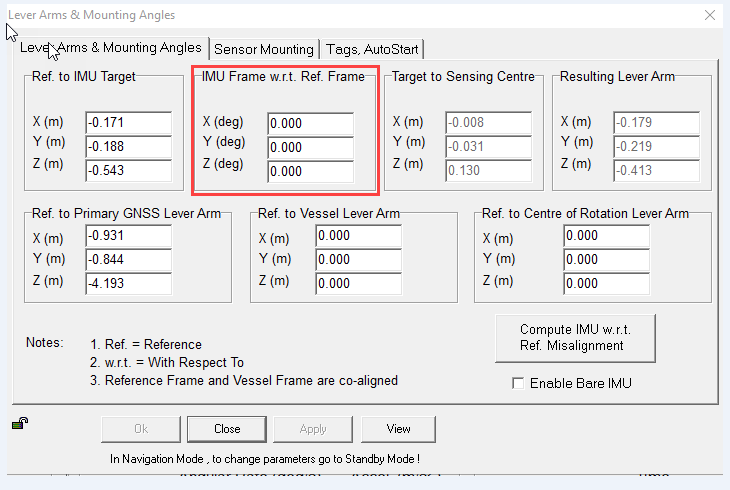 Lever Arms & Mounting Angles
Lever Arms & Mounting Angles Sensor Mounting Tags, AutoStart
Ref. to IMU Target IMU Frame w.r.t. Ref. Frame Target to Sensing Centre Resulting Lever Arm
X (m) -0.171 X (deg) 0.000 X (m) -0.008 X (m) -0.179
Y (m) -0.188 Y (deg) 0.000 Y (m) -0.031 Y (m) -0.219
Z (m) -0.543 Z (deg) 0.000 Z (m) 0.130 Z (m) -0.413
Ref. to Primary GNSS Lever Arm Ref. to Vessel Lever Arm Ref. to Centre of Rotation Lever Arm
X (m) -0.931 X (m) 0.000 X (m) 0.000
Y (m) -0.844 Y (m) 0.000 Y (m) 0.000
Z (m) -4.193 Z (m) 0.000 Z (m) 0.000
Notes: 1. Ref. = Reference
2. w.r.t. = With Respect To
3. Reference Frame and Vessel Frame are co-aligned
Compute IMU w.r.t.
Ref. Misalignment
Enable Bare IMU
Ok Close Apply View
In Navigation Mode , to change parameters go to Standby Mode !